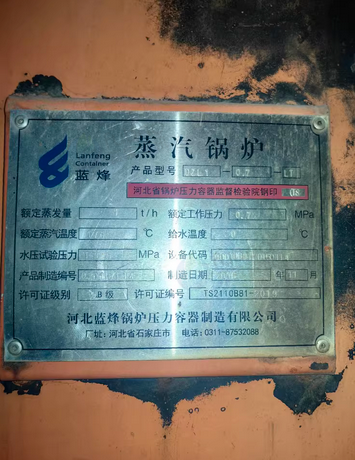 Lanfeng
Container
蓝烽
蒸汽锅炉
产品型号
河北省锅炉压力容器监督检验院钢印
额定蒸发量 t/h 额定工作压力 MPa
额定蒸汽温度 ℃ 给水温度 ℃
水压试验压力 MPa 设备代码
产品制造编号 制造日期 年 月
许可证级别 B级 许可证编号 TS2110881-
河北蓝烽锅炉压力容器制造有限公司
厂址：河北省石家庄市 电话：0311-87532088